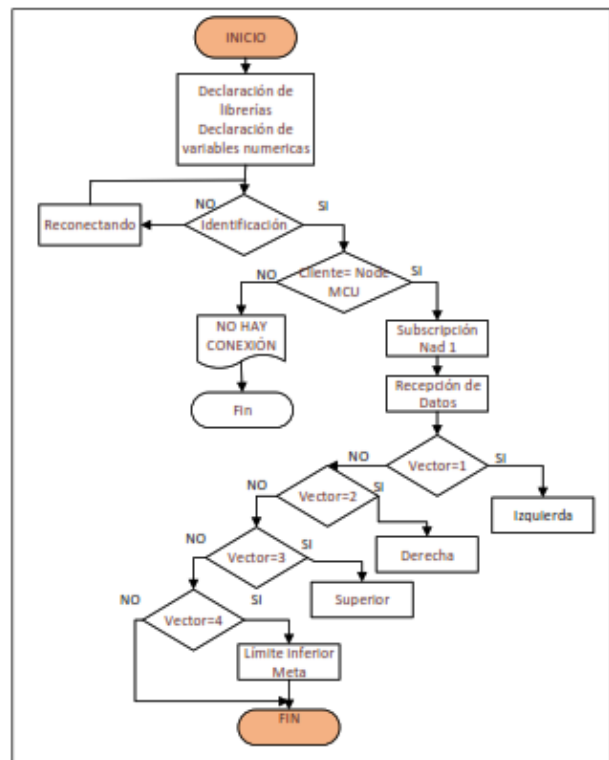 INICIO
Declaración de
librerías
Declaración de
variables numericas
NO
SI
Reconectando
Identificación
NO
Cliente= Node
MCU
SI
NO HAY
CONEXIÓN
Subscripción
Nad 1
Fin
Recepción de
Datos
NO
Vector=1
SI
NO
Vector=2
SI
Izquierda
NO
Vector=3
SI
Derecha
NO
Vector=4
SI
Superior
Límite Inferior
Meta
FIN